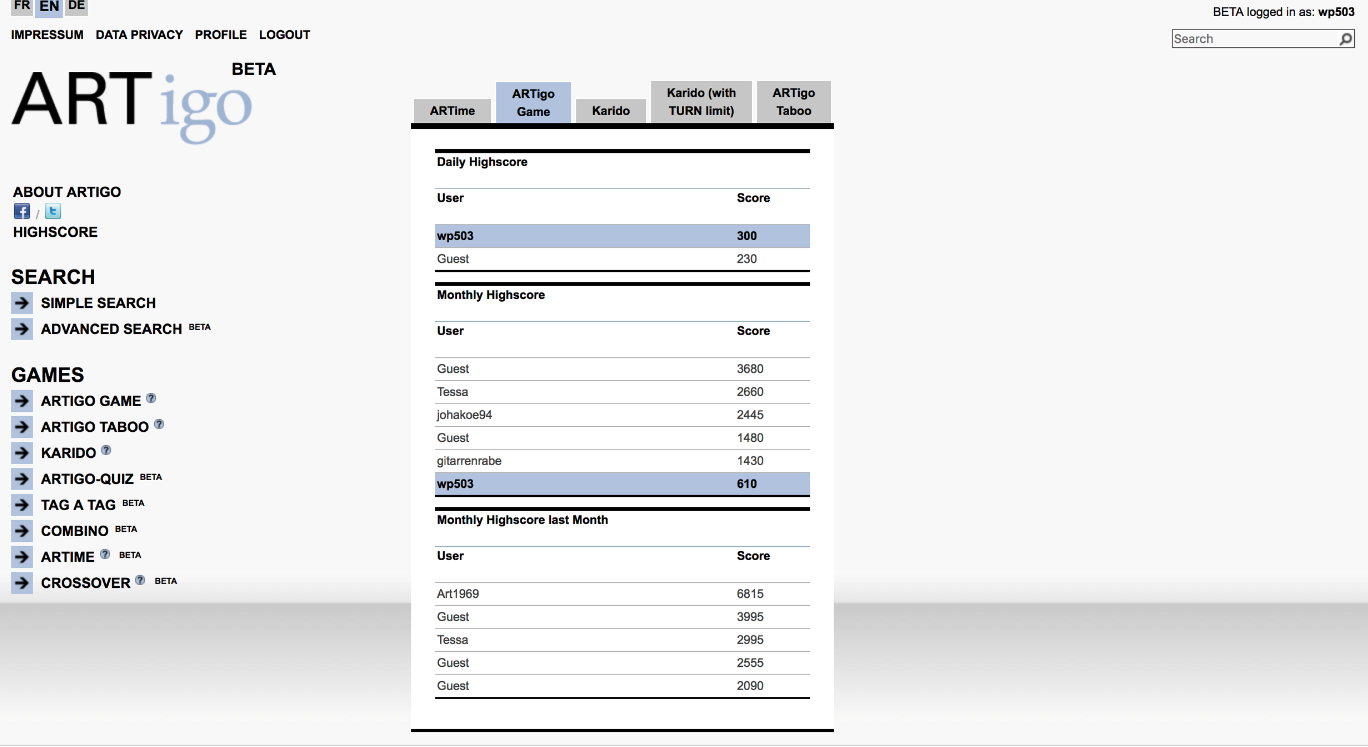 FR EN DE
BETA logged in as: wp503
IMPRESSUM DATA PRIVACY PROFILE LOGOUT
Search
ARTigo BETA
ABOUT ARTIGO
f / t
HIGHSCORE
SEARCH
SIMPLE SEARCH
ADVANCED SEARCH BETA
GAMES
ARTIGO GAME ?
ARTIGO TABOO ?
KARIDO ?
ARTIGO-QUIZ BETA
TAG A TAG BETA
COMBINO BETA
ARTIME ? BETA
CROSSOVER ? BETA
ARTime
ARTigo
Game
Karido
Karido (with
TURN limit)
ARTigo
Taboo
Daily Highscore
User Score
wp503 300
Guest 230
Monthly Highscore
User Score
Guest 3680
Tessa 2660
johakoe94 2445
Guest 1480
gitarrenrabe 1430
wp503 610
Monthly Highscore last Month
User Score
Art1969 6815
Guest 3995
Tessa 2995
Guest 2555
Guest 2090